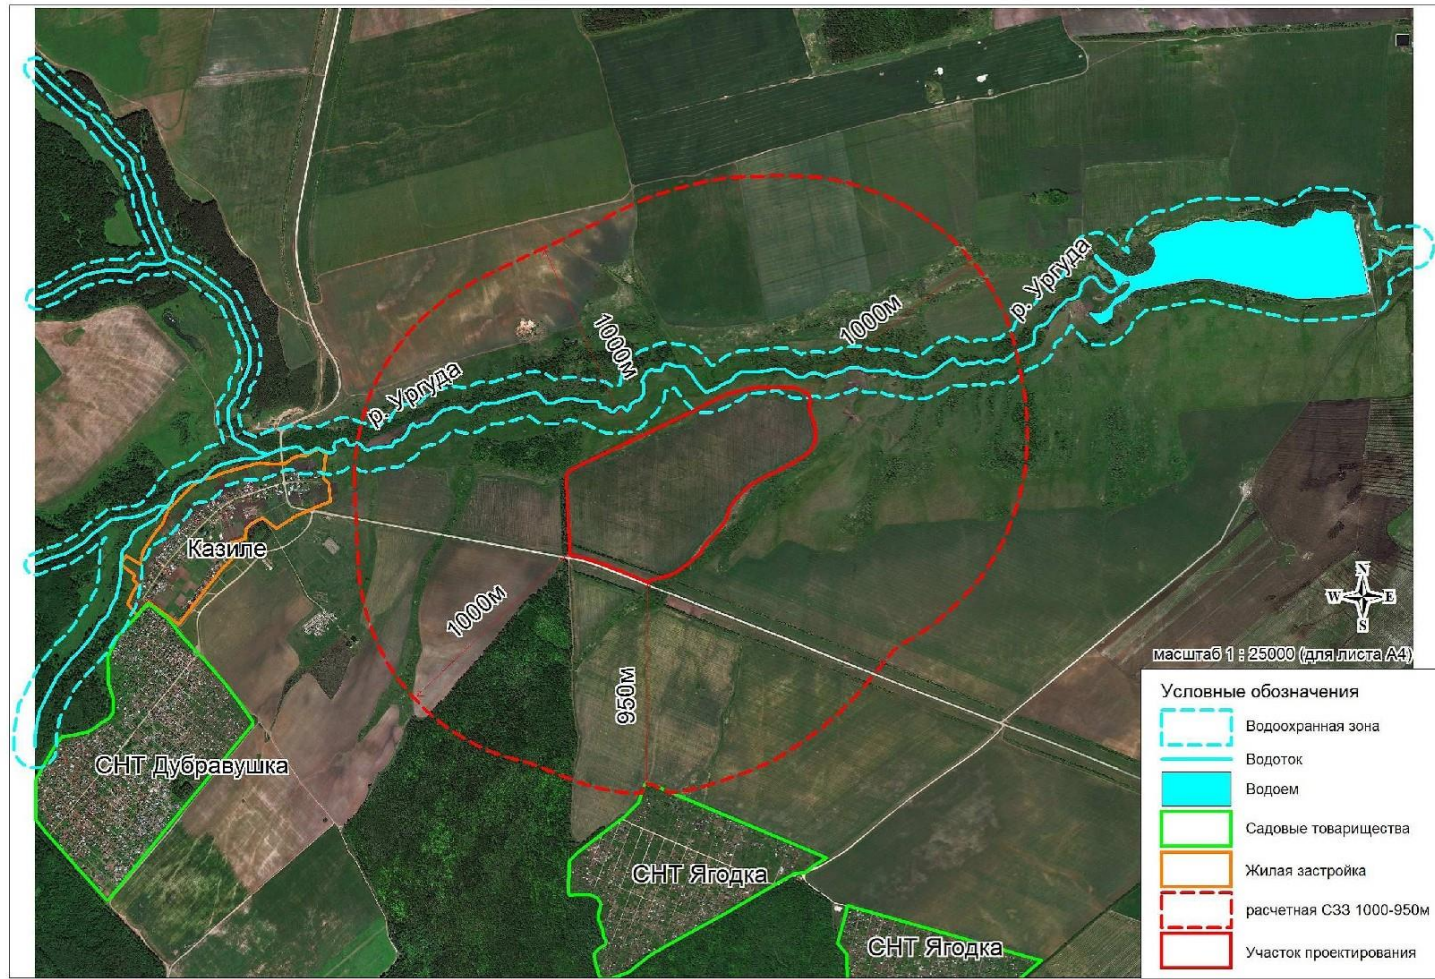 р. Ургуда
1000м
1000м
р. Ургуда
Казиле
1000м
950м
СНТ Дубравушка
СНТ Ягодка
СНТ Ягодка
N
W E
S
масштаб 1 : 25000 (для листа А4)
Условные обозначения
Водоохранная зона
Водоток
Водоем
Садовые товарищества
Жилая застройка
расчетная СЗЗ 1000-950м
Участок проектирования